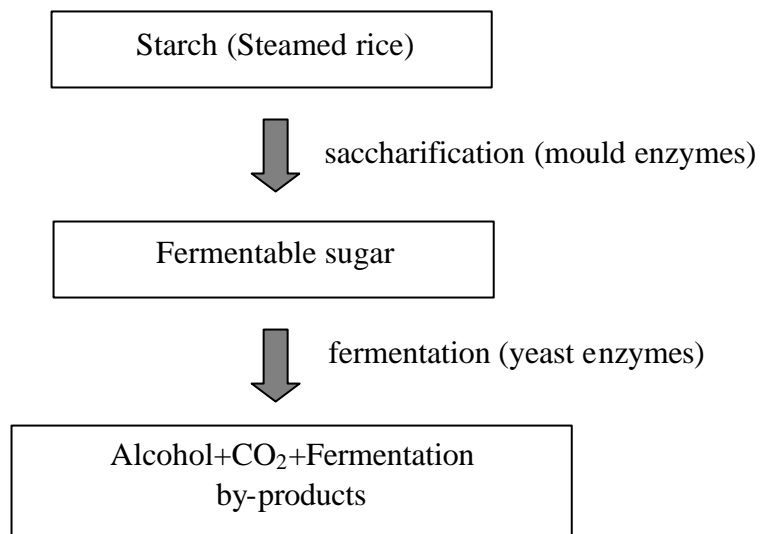 Starch (Steamed rice)
saccharification (mould enzymes)
Fermentable sugar
fermentation (yeast enzymes)
Alcohol+CO₂+Fermentation
by-products